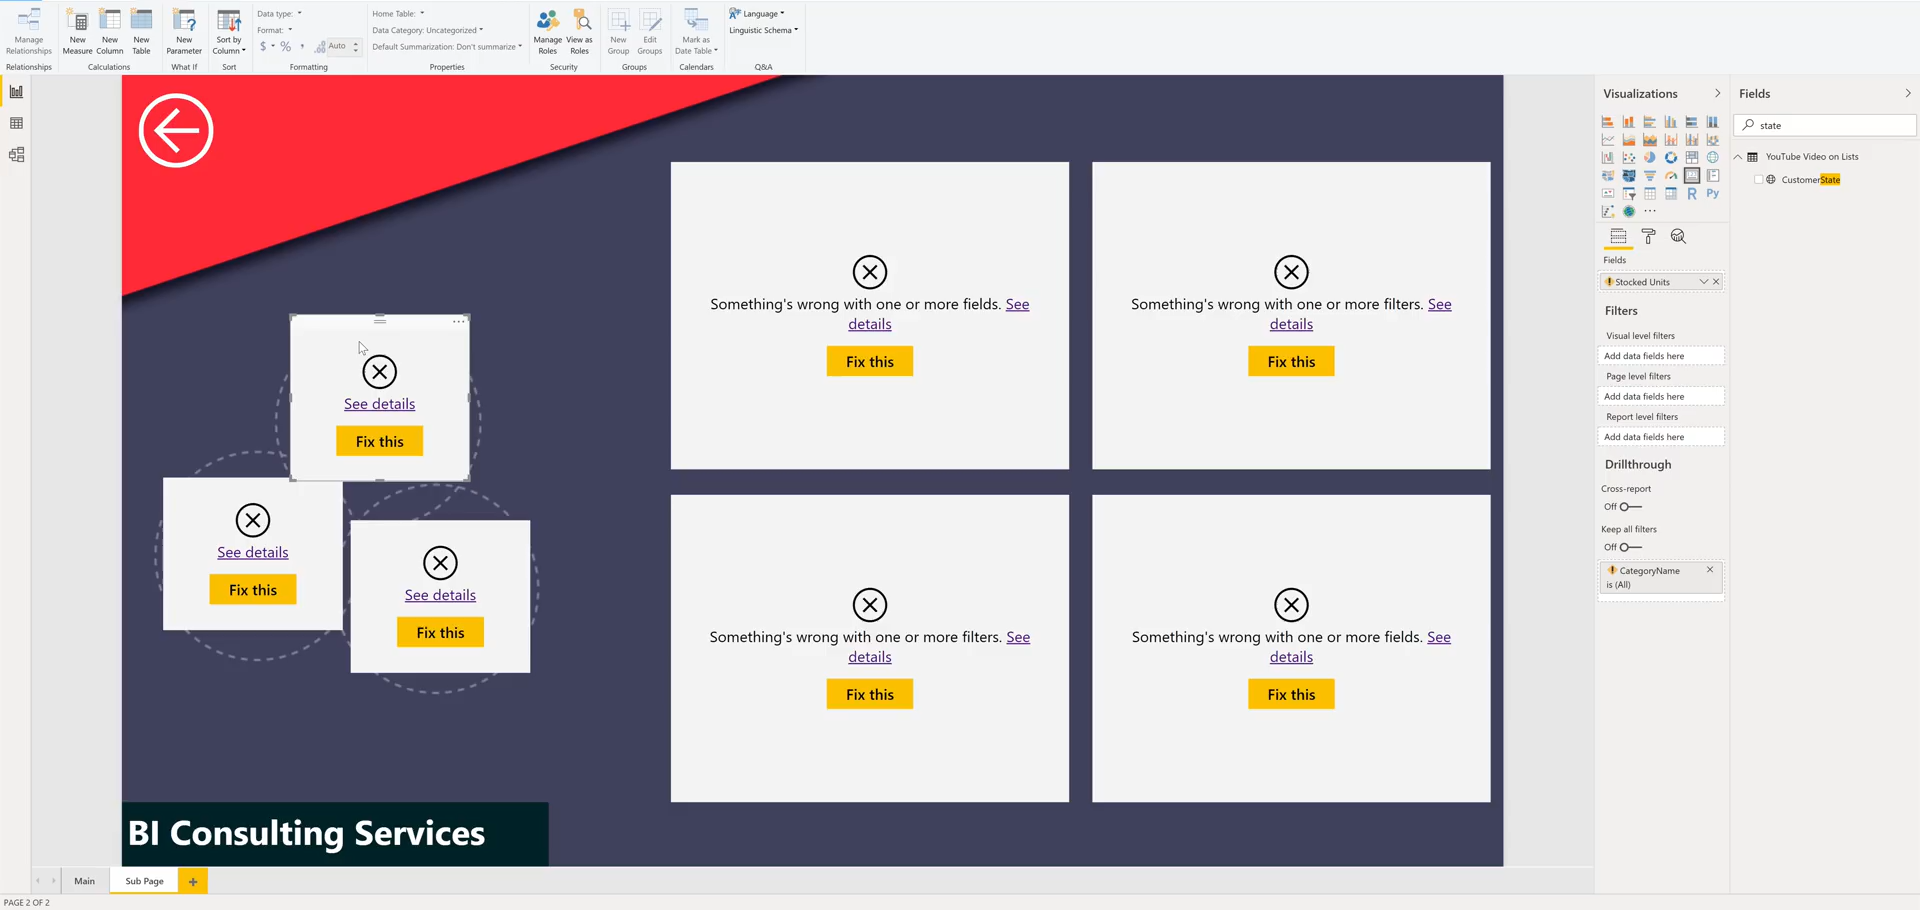 Manage
Relationships
Relationships
New
Measure
New
Column
New
Table
Calculations
New
Parameter
What If
Sort by
Column
Sort
Data type:
Format:
$ % , Auto
Formatting
Home Table:
Data Category: Uncategorized
Default Summarization: Don't summarize
Properties
Manage
Roles
View as
Roles
Security
New
Group
Edit
Groups
Groups
Mark as
Date Table
Calendars
Language
Linguistic Schema
Q&A
See details
Fix this
See details
Fix this
See details
Fix this
Something's wrong with one or more fields. See
details
Fix this
Something's wrong with one or more filters. See
details
Fix this
Something's wrong with one or more filters. See
details
Fix this
Something's wrong with one or more fields. See
details
Fix this
BI Consulting Services
Main
Sub Page
PAGE 2 OF 2
Visualizations
R
Py
Fields
Stocked Units
Filters
Visual level filters
Add data fields here
Page level filters
Add data fields here
Report level filters
Add data fields here
Drillthrough
Cross-report
Off
Keep all filters
Off
CategoryName
is (All)
Fields
state
YouTube Video on Lists
CustomerState